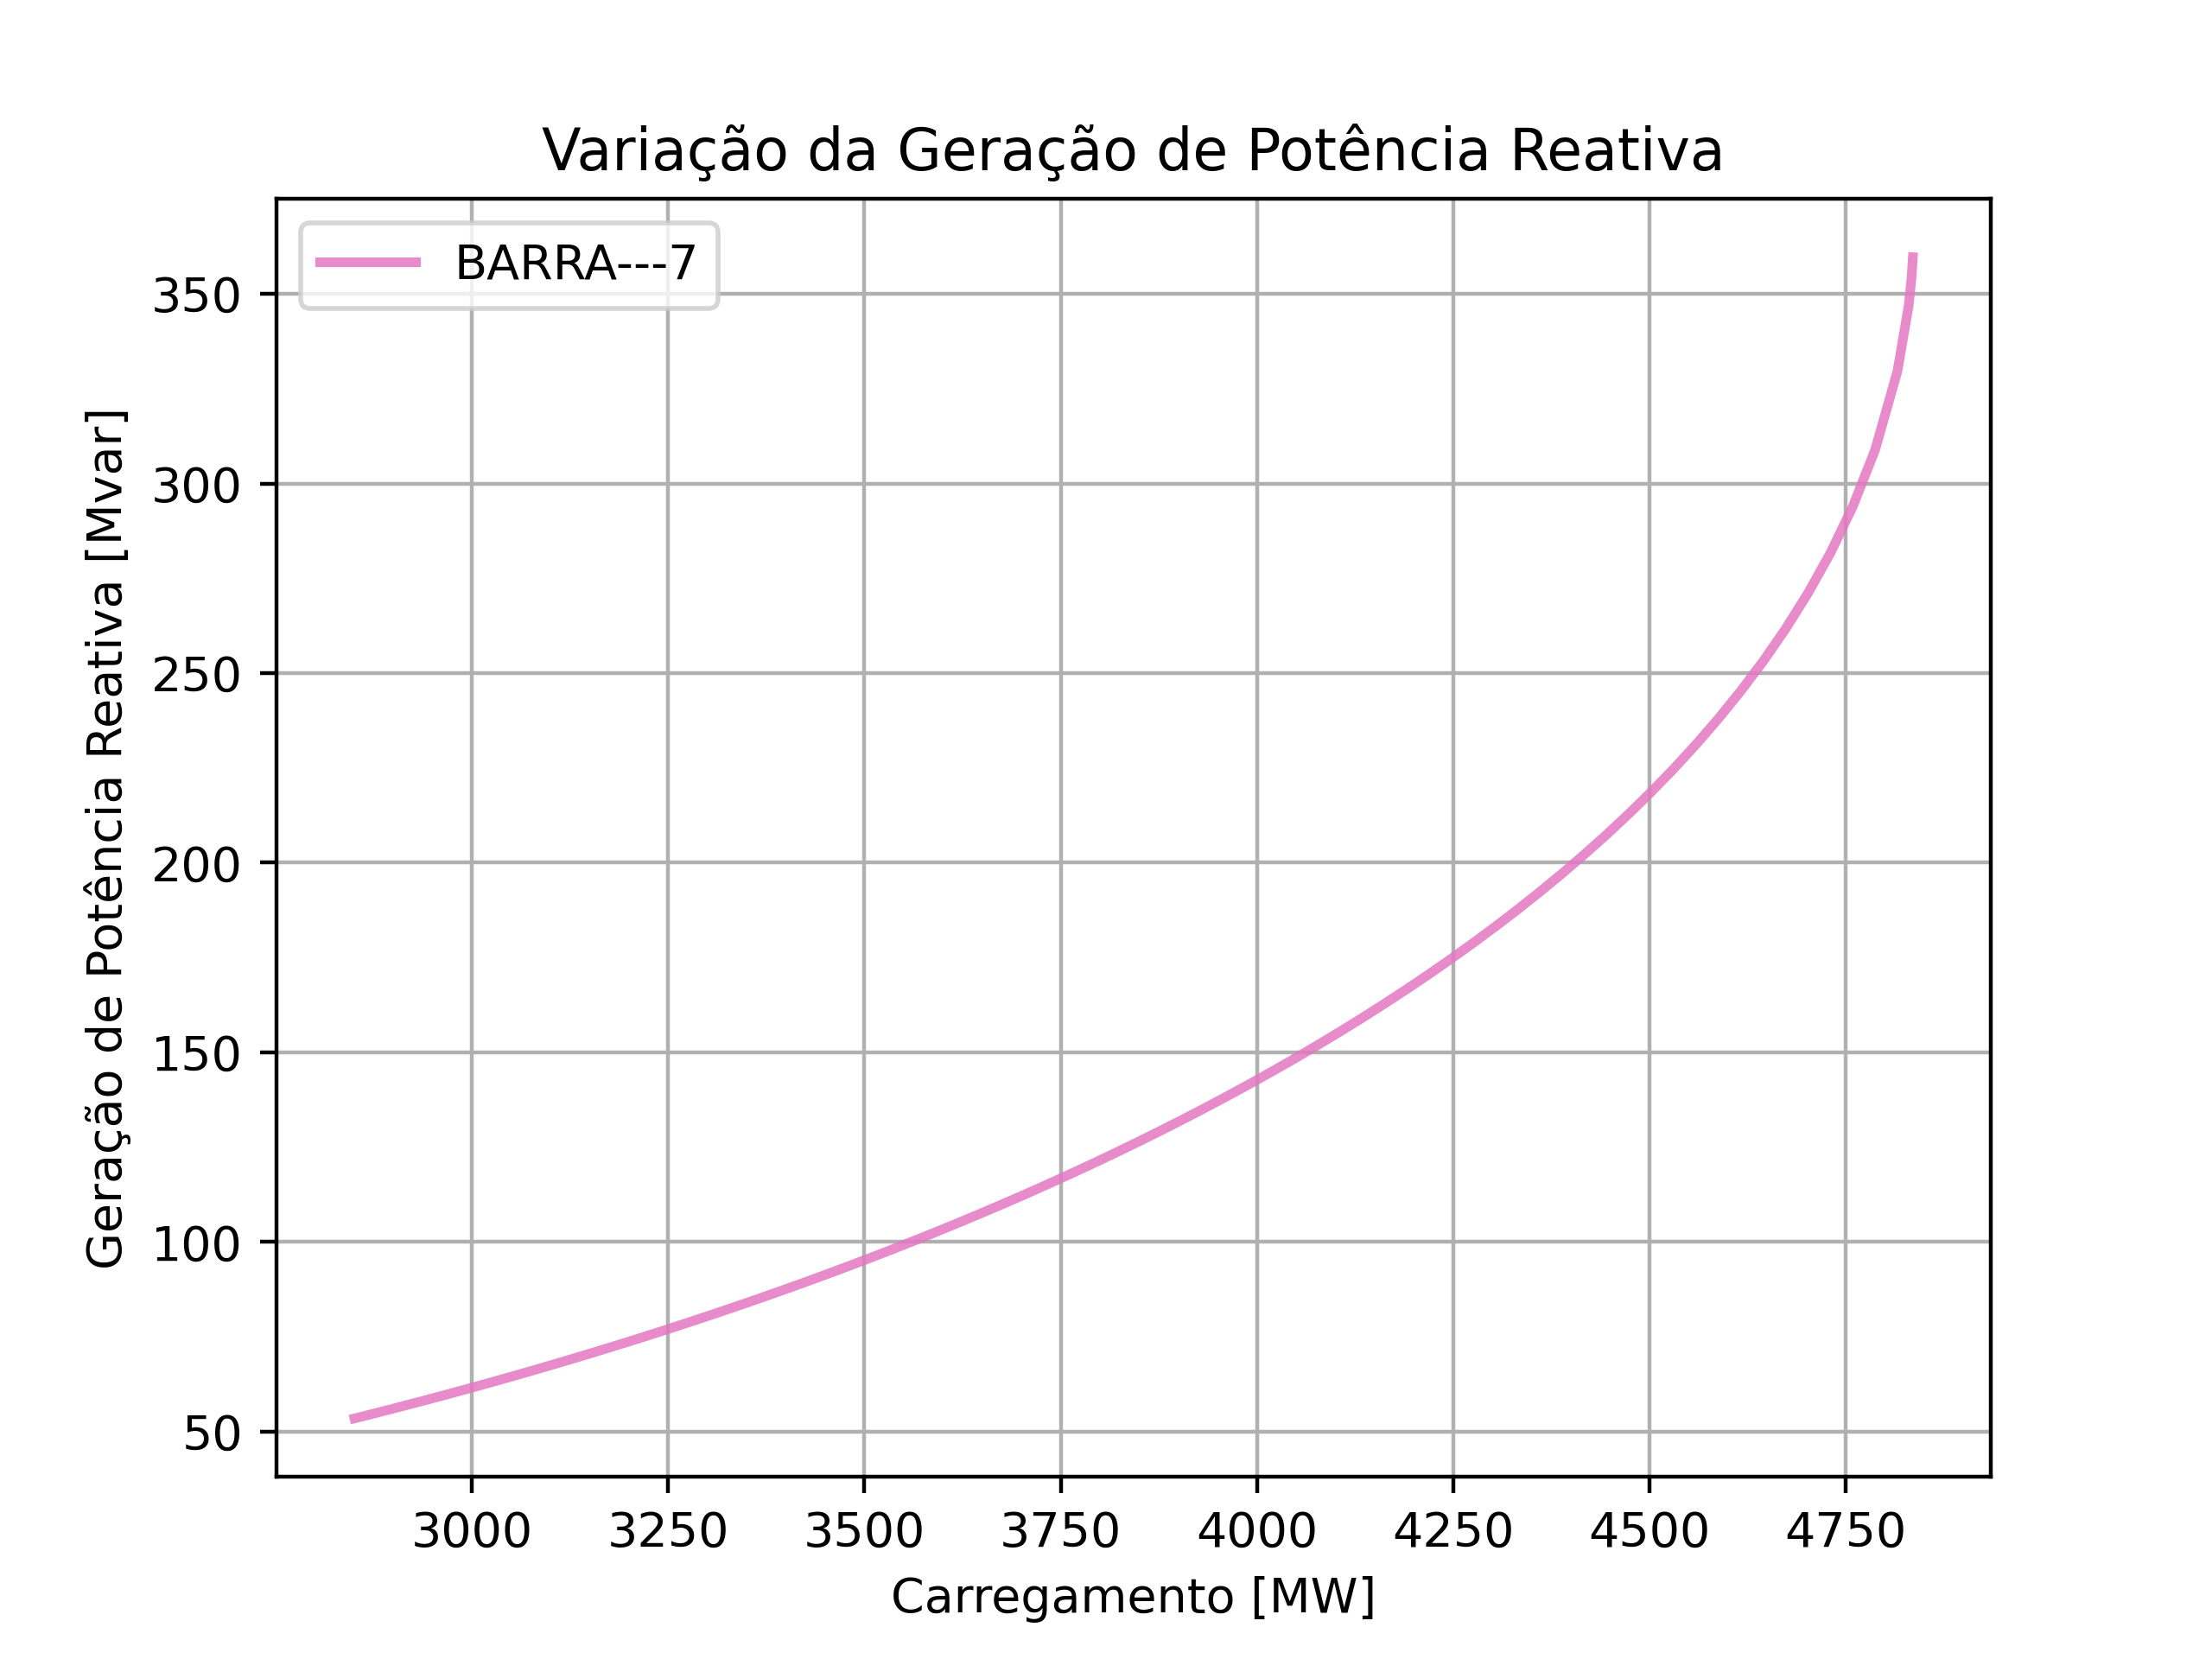 Variação da Geração de Potência Reativa
BARRA---7
Geração de Potência Reativa [Mvar]
350
300
250
200
150
100
50
3000 3250 3500 3750 4000 4250 4500 4750
Carregamento [MW]